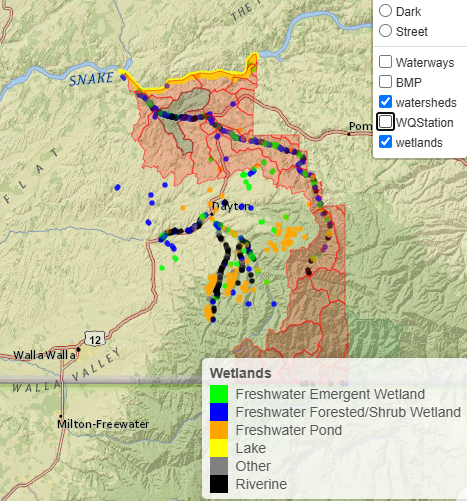 THE T
Dark
Street
SNAKE
Waterways
BMP
watersheds
WQStation
wetlands
Pom
FLAT
Dayton
12
Walla Walla
WALLA VALLEY
Milton-Freewater
Wetlands
Freshwater Emergent Wetland
Freshwater Forested/Shrub Wetland
Freshwater Pond
Lake
Other
Riverine